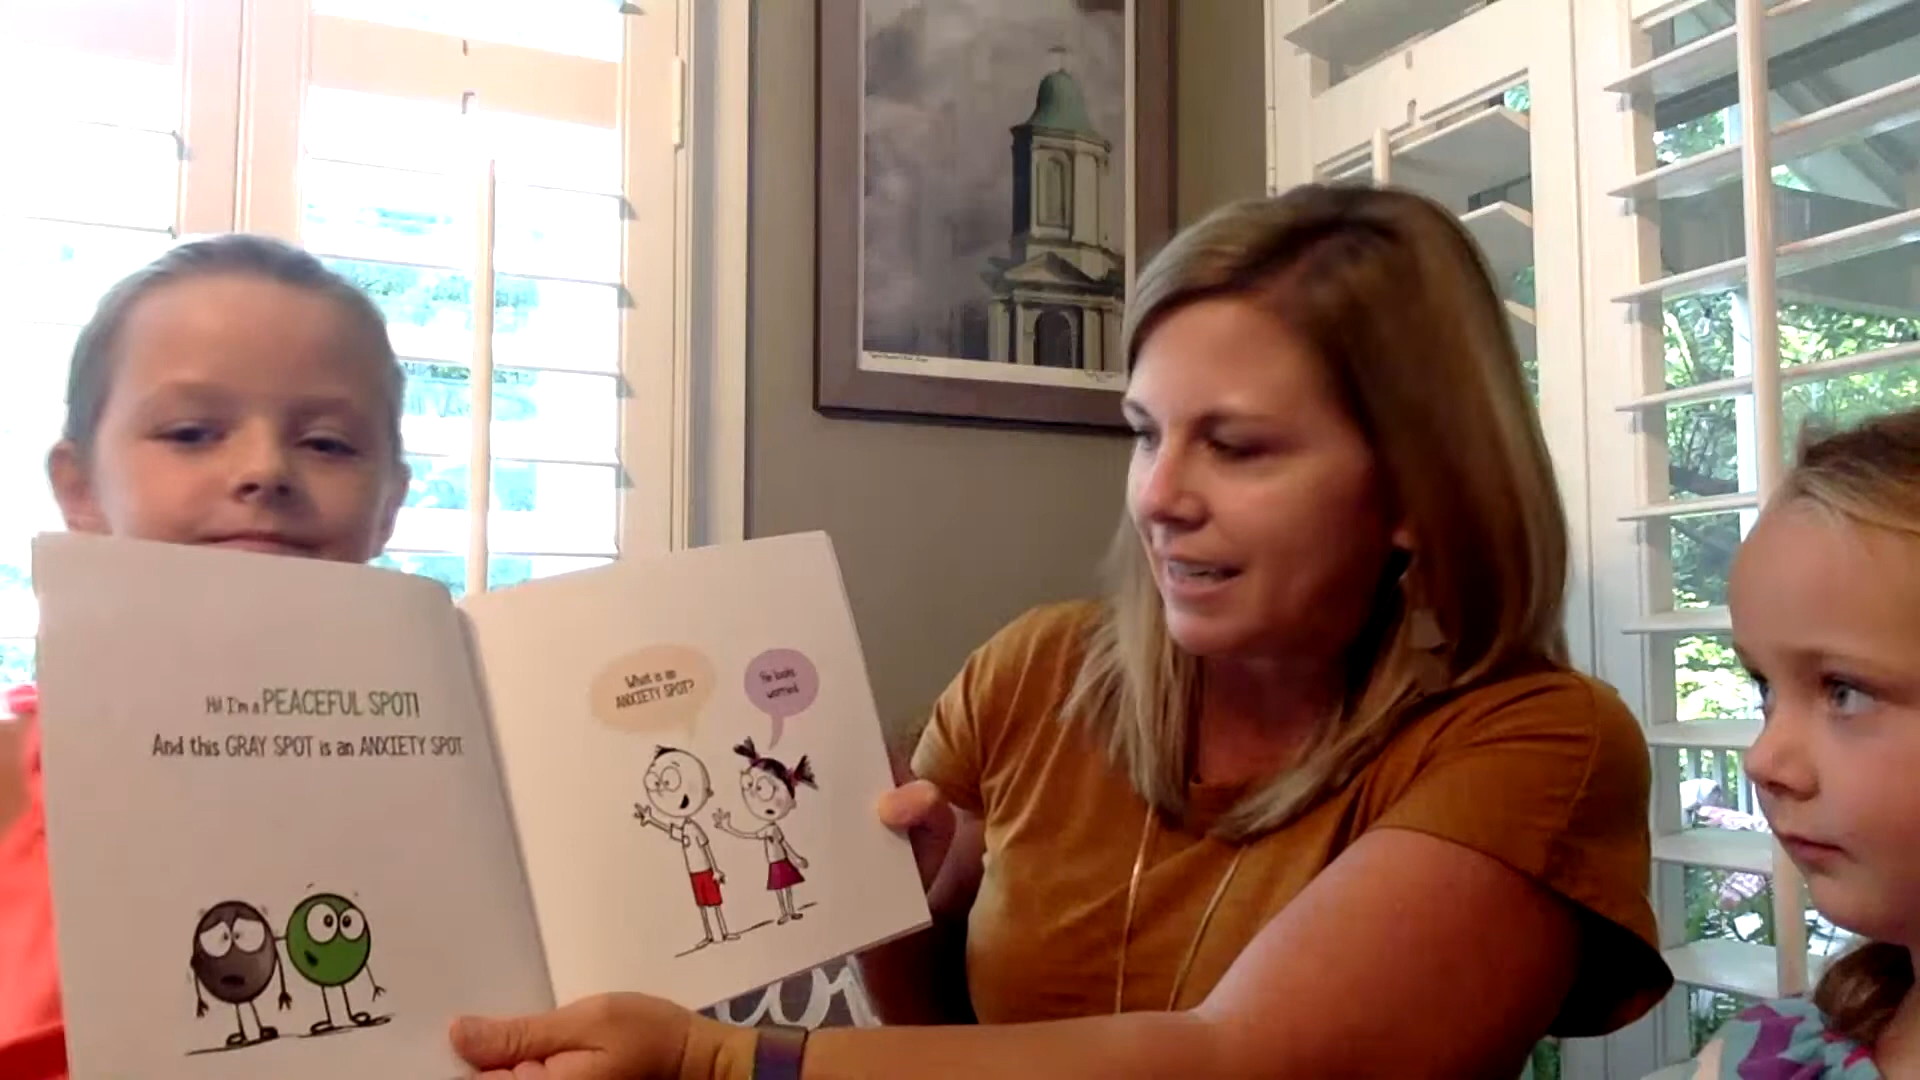 Hi! I'm a PEACEFUL SPOT!
And this GRAY SPOT is an ANXIETY SPOT
What is an
ANXIETY SPOT?
He looks
worried